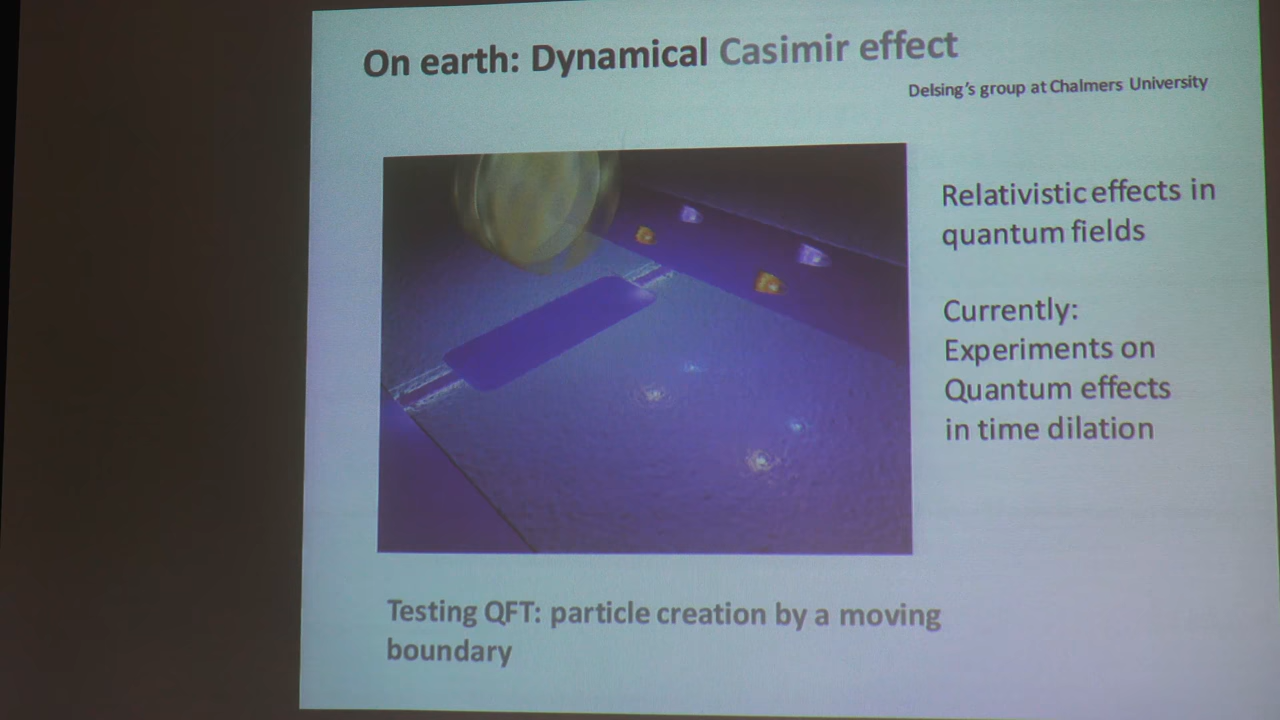 On earth: Dynamical Casimir effect
Delsing's group at Chalmers University
Relativistic effects in
quantum fields
Currently:
Experiments on
Quantum effects
in time dilation
Testing QFT: particle creation by a moving
boundary